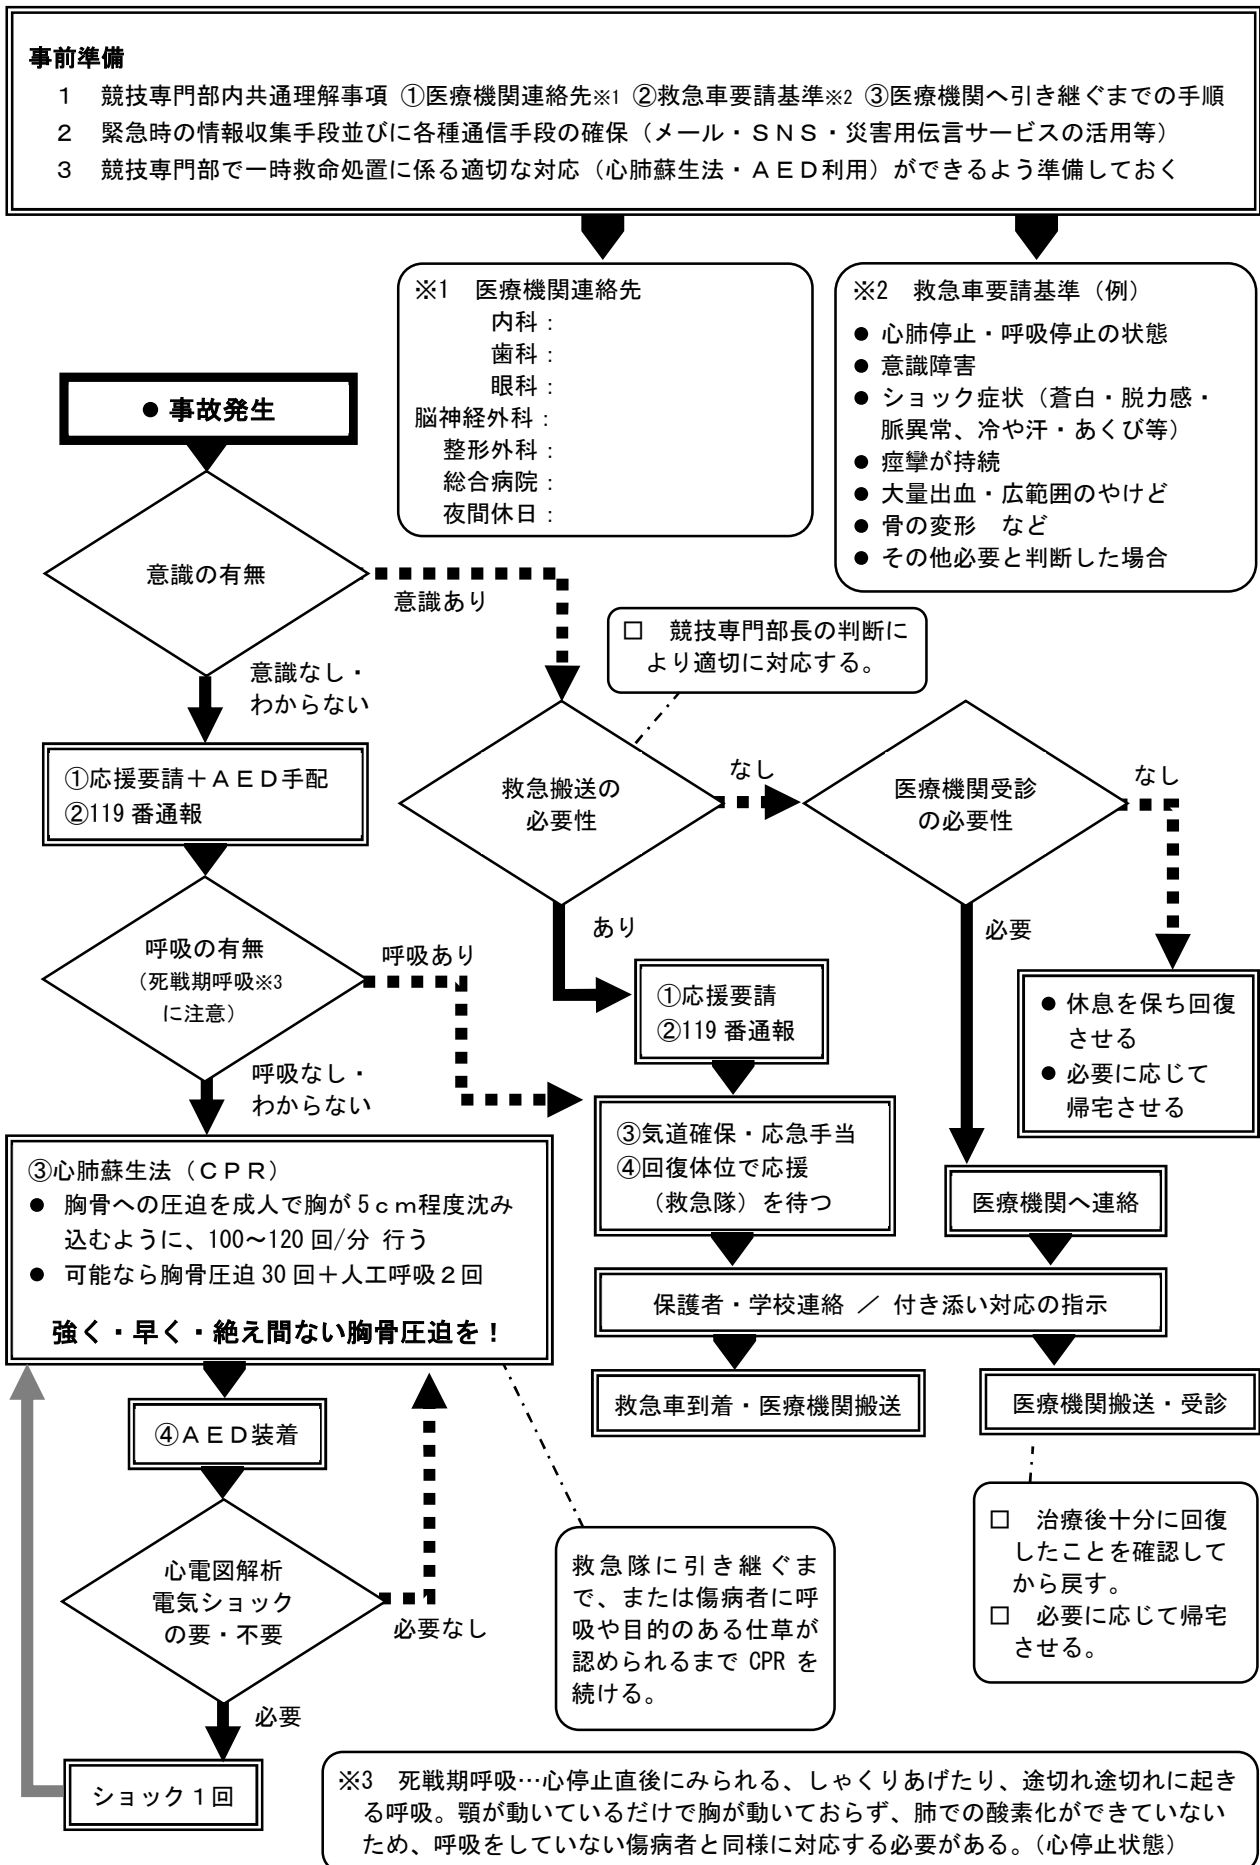 事前準備
1 競技専門部内共通理解事項 ①医療機関連絡先※1 ②救急車要請基準※2 ③医療機関へ引き継ぐまでの手順
2 緊急時の情報収集手段並びに各種通信手段の確保（メール・ＳＮＳ・災害用伝言サービスの活用等）
3 競技専門部で一時救命処置に係る適切な対応（心肺蘇生法・ＡＥＤ利用）ができるよう準備しておく
※1 医療機関連絡先
内科：
歯科：
眼科：
脳神経外科：
整形外科：
総合病院：
夜間休日：
※2 救急車要請基準（例）
● 心肺停止・呼吸停止の状態
● 意識障害
● ショック症状（蒼白・脱力感・
脈異常、冷や汗・あくび等）
● 痙攣が持続
● 大量出血・広範囲のやけど
● 骨の変形 など
● その他必要と判断した場合
● 事故発生
意識の有無
意識あり
意識なし・
わからない
□ 競技専門部長の判断に
より適切に対応する。
①応援要請＋ＡＥＤ手配
②119 番通報
救急搬送の
必要性
なし
医療機関受診
の必要性
なし
あり
必要
呼吸の有無
（死戦期呼吸※3
に注意）
呼吸あり
呼吸なし・
わからない
①応援要請
②119 番通報
● 休息を保ち回復
させる
● 必要に応じて
帰宅させる
③気道確保・応急手当
④回復体位で応援
（救急隊）を待つ
医療機関へ連絡
③心肺蘇生法（ＣＰＲ）
● 胸骨への圧迫を成人で胸が 5ｃｍ程度沈み
込むように、100～120 回/分 行う
● 可能なら胸骨圧迫 30 回＋人工呼吸２回
強く・早く・絶え間ない胸骨圧迫を！
保護者・学校連絡 ／ 付き添い対応の指示
救急車到着・医療機関搬送
医療機関搬送・受診
④ＡＥＤ装着
心電図解析
電気ショック
の要・不要
必要なし
必要
ショック１回
救急隊に引き継ぐま
で、または傷病者に呼
吸や目的のある仕草が
認められるまで CPR を
続ける。
□ 治療後十分に回復
したことを確認して
から戻す。
□ 必要に応じて帰宅
させる。
※3 死戦期呼吸…心停止直後にみられる、しゃくりあげたり、途切れ途切れに起き
る呼吸。顎が動いているだけで胸が動いておらず、肺での酸素化ができていない
ため、呼吸をしていない傷病者と同様に対応する必要がある。（心停止状態）